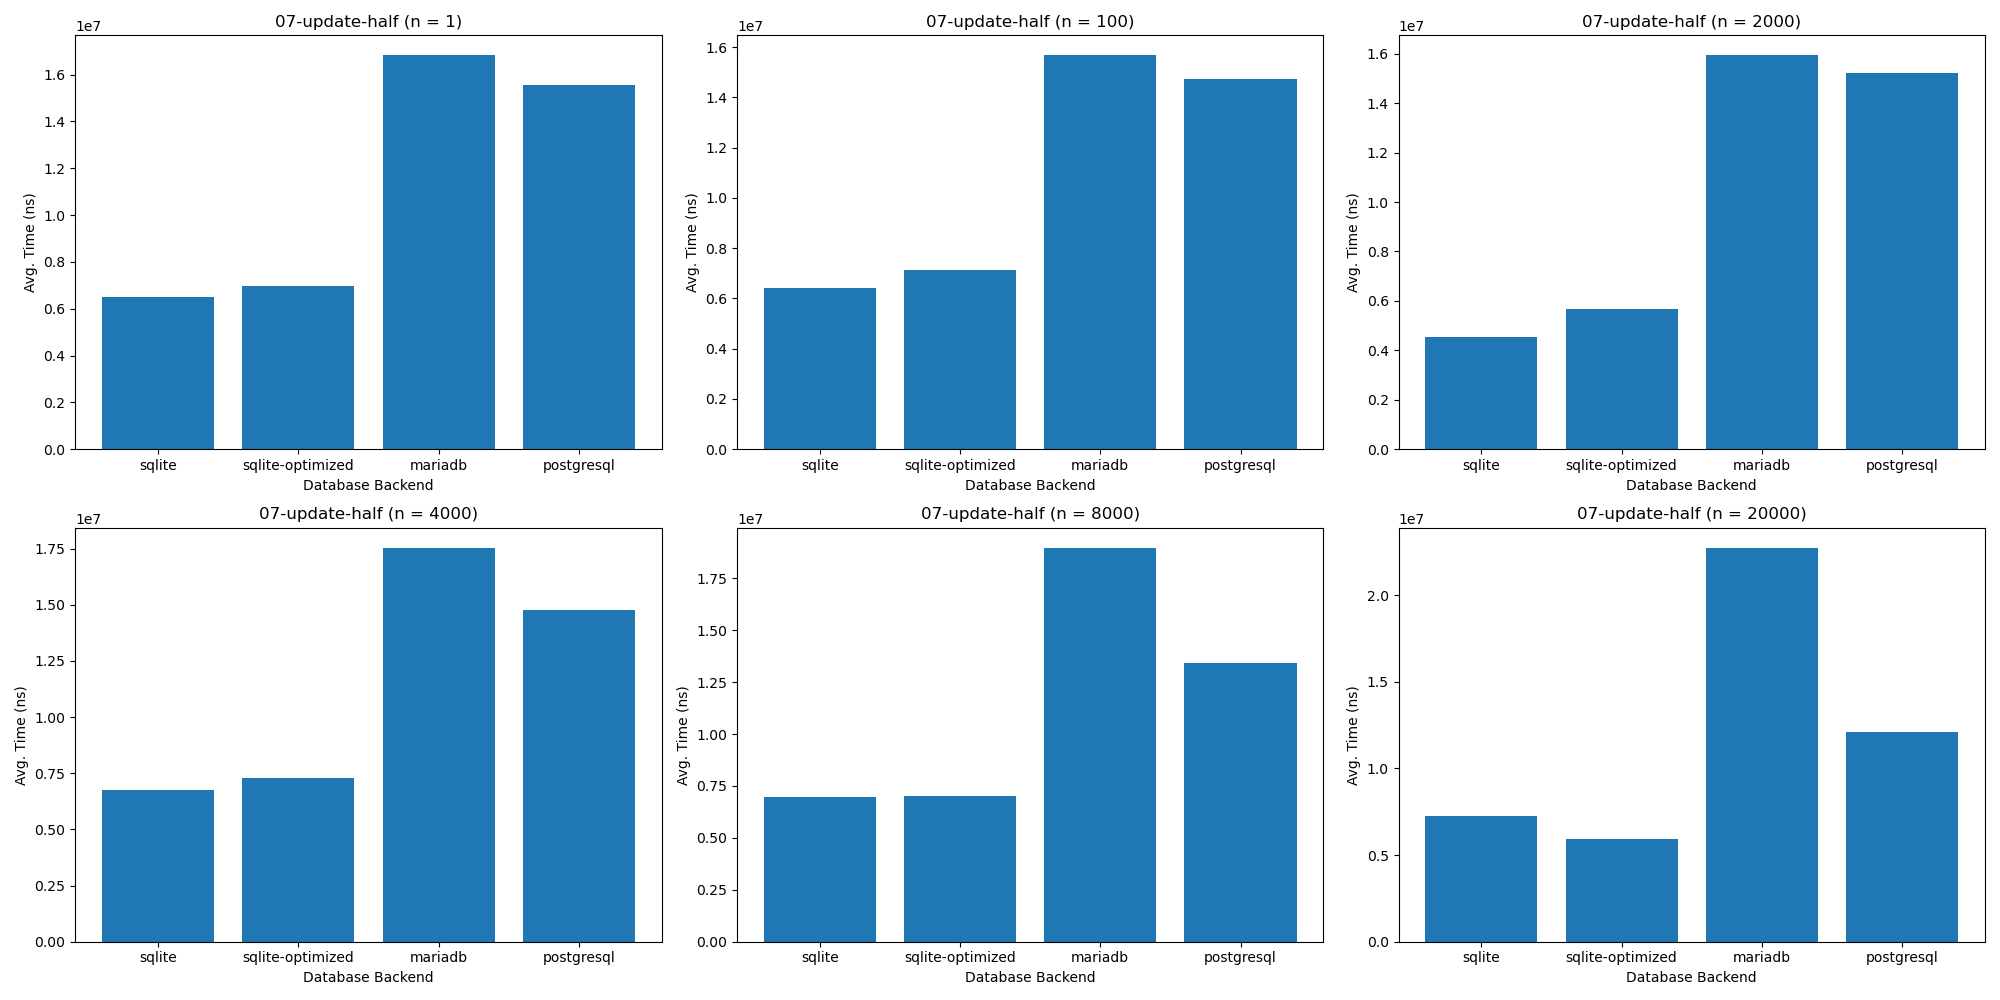 07-update-half (n = 1)
1e7
Avg. Time (ns)
1.6
1.4
1.2
1.0
0.8
0.6
0.4
0.2
0.0
sqlite sqlite-optimized mariadb postgresql
Database Backend
07-update-half (n = 100)
1e7
Avg. Time (ns)
1.6
1.4
1.2
1.0
0.8
0.6
0.4
0.2
0.0
sqlite sqlite-optimized mariadb postgresql
Database Backend
07-update-half (n = 2000)
1e7
Avg. Time (ns)
1.6
1.4
1.2
1.0
0.8
0.6
0.4
0.2
0.0
sqlite sqlite-optimized mariadb postgresql
Database Backend
07-update-half (n = 4000)
1e7
Avg. Time (ns)
1.75
1.50
1.25
1.00
0.75
0.50
0.25
0.00
sqlite sqlite-optimized mariadb postgresql
Database Backend
07-update-half (n = 8000)
1e7
Avg. Time (ns)
1.75
1.50
1.25
1.00
0.75
0.50
0.25
0.00
sqlite sqlite-optimized mariadb postgresql
Database Backend
07-update-half (n = 20000)
1e7
Avg. Time (ns)
2.0
1.5
1.0
0.5
0.0
sqlite sqlite-optimized mariadb postgresql
Database Backend